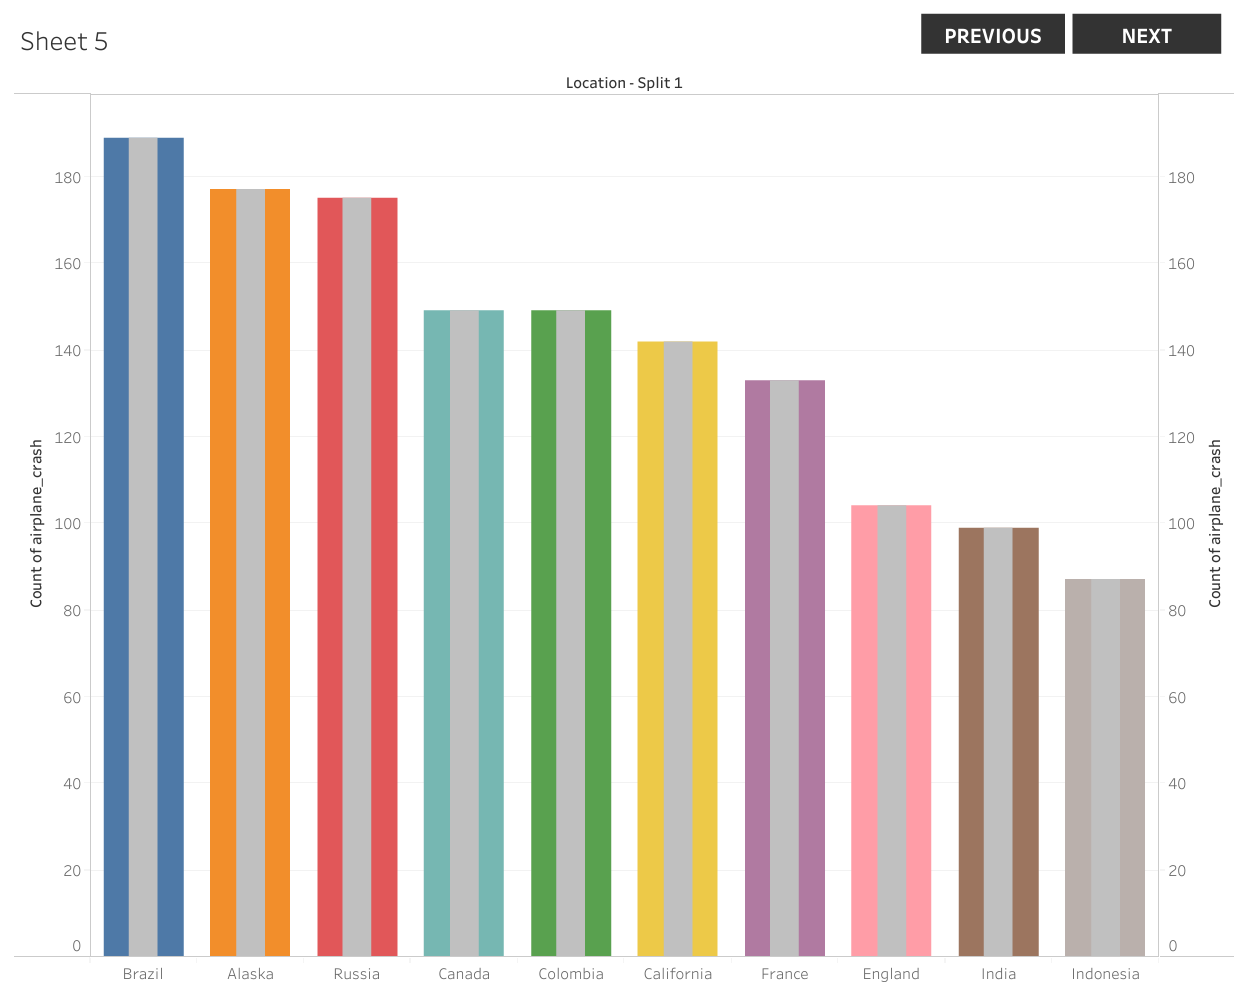 Sheet 5
PREVIOUS
NEXT
Location - Split 1
Count of airplane_crash
180
160
140
120
100
80
60
40
20
0
180
160
140
120
100
80
60
40
20
0
Count of airplane_crash
Brazil
Alaska
Russia
Canada
Colombia
California
France
England
India
Indonesia